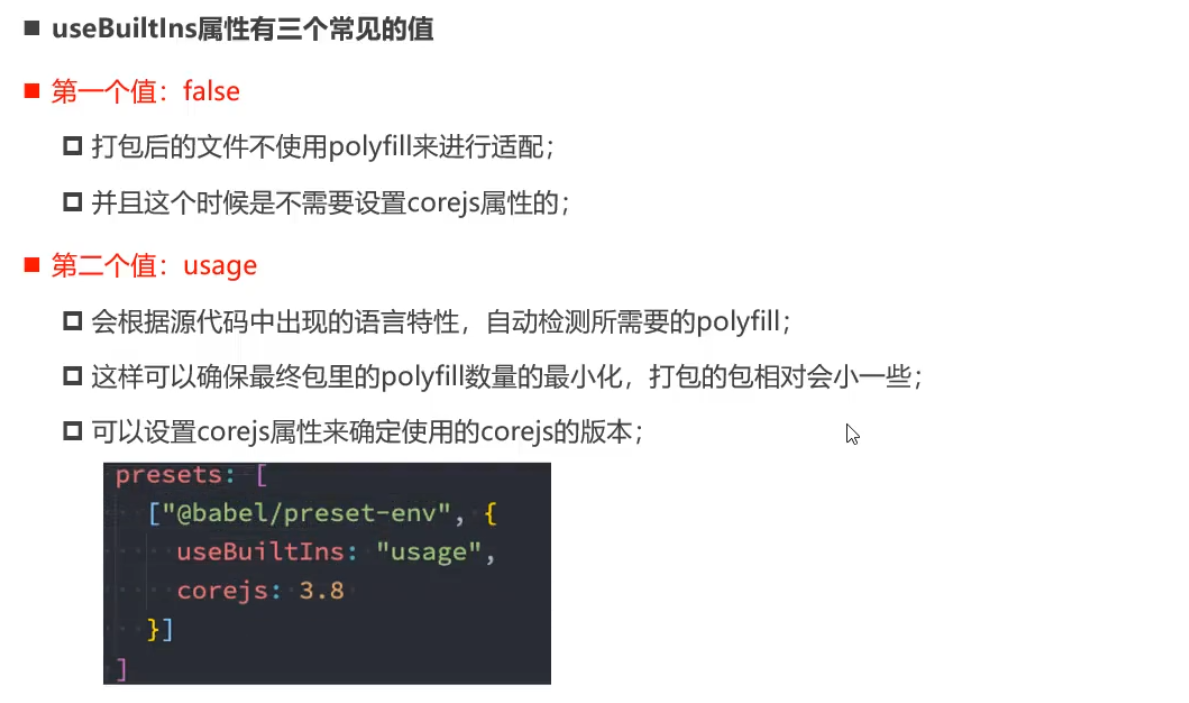 useBuiltIns属性有三个常见的值
第一个值：false
打包后的文件不使用polyfill来进行适配；
并且这个时候是不需要设置corejs属性的；
第二个值：usage
会根据源代码中出现的语言特性，自动检测所需要的polyfill；
这样可以确保最终包里的polyfill数量的最小化，打包的包相对会小一些；
可以设置corejs属性来确定使用的corejs的版本；
presets: [
["@babel/preset-env", {
useBuiltIns: "usage",
corejs: 3.8
}]
]